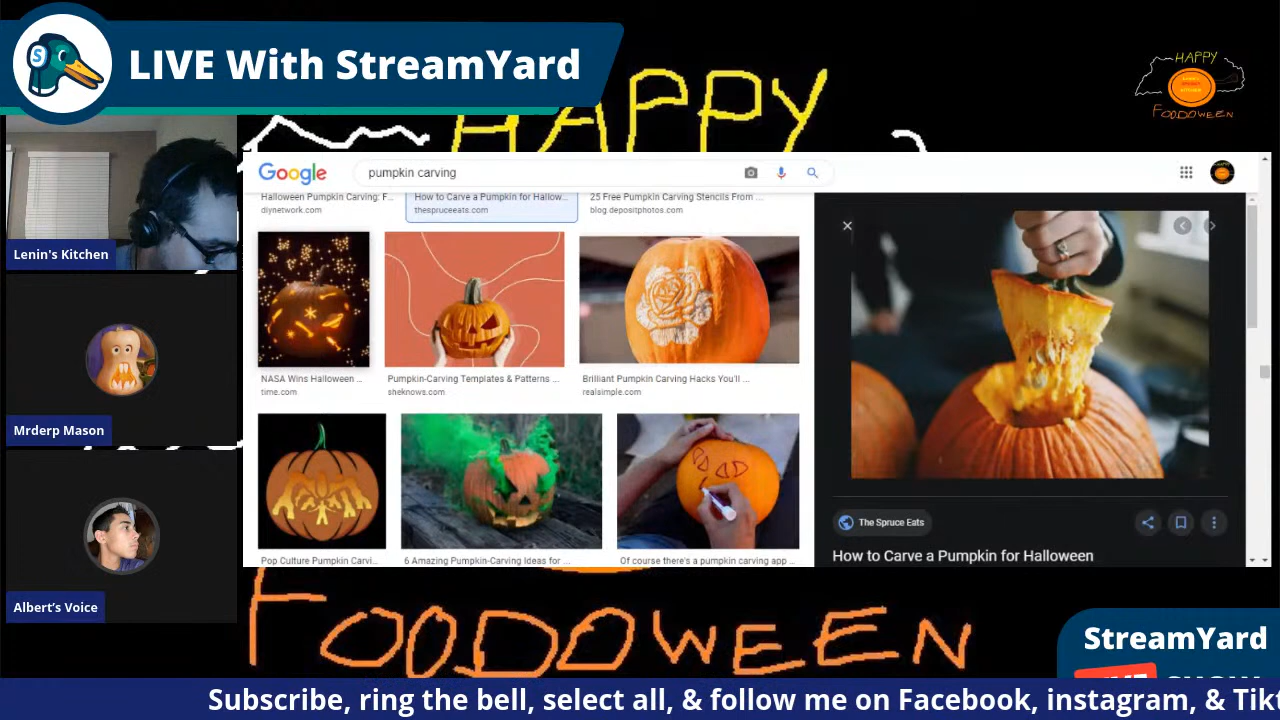 LIVE With StreamYard
HAPPY
HAPPY
FOODOWEEN
Lenin's Kitchen
Mrderp Mason
Albert's Voice
Google
pumpkin carving
Halloween Pumpkin Carving: F...
How to Carve a Pumpkin for Hallow...
25 Free Pumpkin Carving Stencils From ...
diynetwork.com
thespruceeats.com
blog.depositphotos.com
NASA Wins Halloween ...
Pumpkin-Carving Templates & Patterns ...
Brilliant Pumpkin Carving Hacks You'll ...
time.com
sheknows.com
realsimple.com
Pop Culture Pumpkin Carvi...
6 Amazing Pumpkin-Carving Ideas for ...
Of course there's a pumpkin carving app ...
The Spruce Eats
How to Carve a Pumpkin for Halloween
FOODOWEEN
StreamYard
Subscribe, ring the bell, select all, & follow me on Facebook, instagram, & Tik